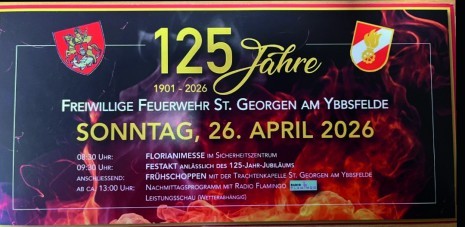 125 Jahre
1901 - 2026
FREIWILLIGE FEUERWEHR ST. GEORGEN AM YBBSFELDE
SONNTAG, 26. APRIL 2026
08:30 UHR: FLORIANIMESSE IM SICHERHEITSZENTRUM
09:30 UHR: FESTAKT ANLÄSSLICH DES 125-JAHR-JUBILÄUMS
ANSCHLIESSEND: FRÜHSCHOPPEN MIT DER TRACHTENKAPELLE ST. GEORGEN AM YBBSFELDE
AB CA. 13:00 UHR: NACHMITTAGSPROGRAMM MIT RADIO FLAMINGO
LEISTUNGSSCHAU (WETTERABHÄNGIG)